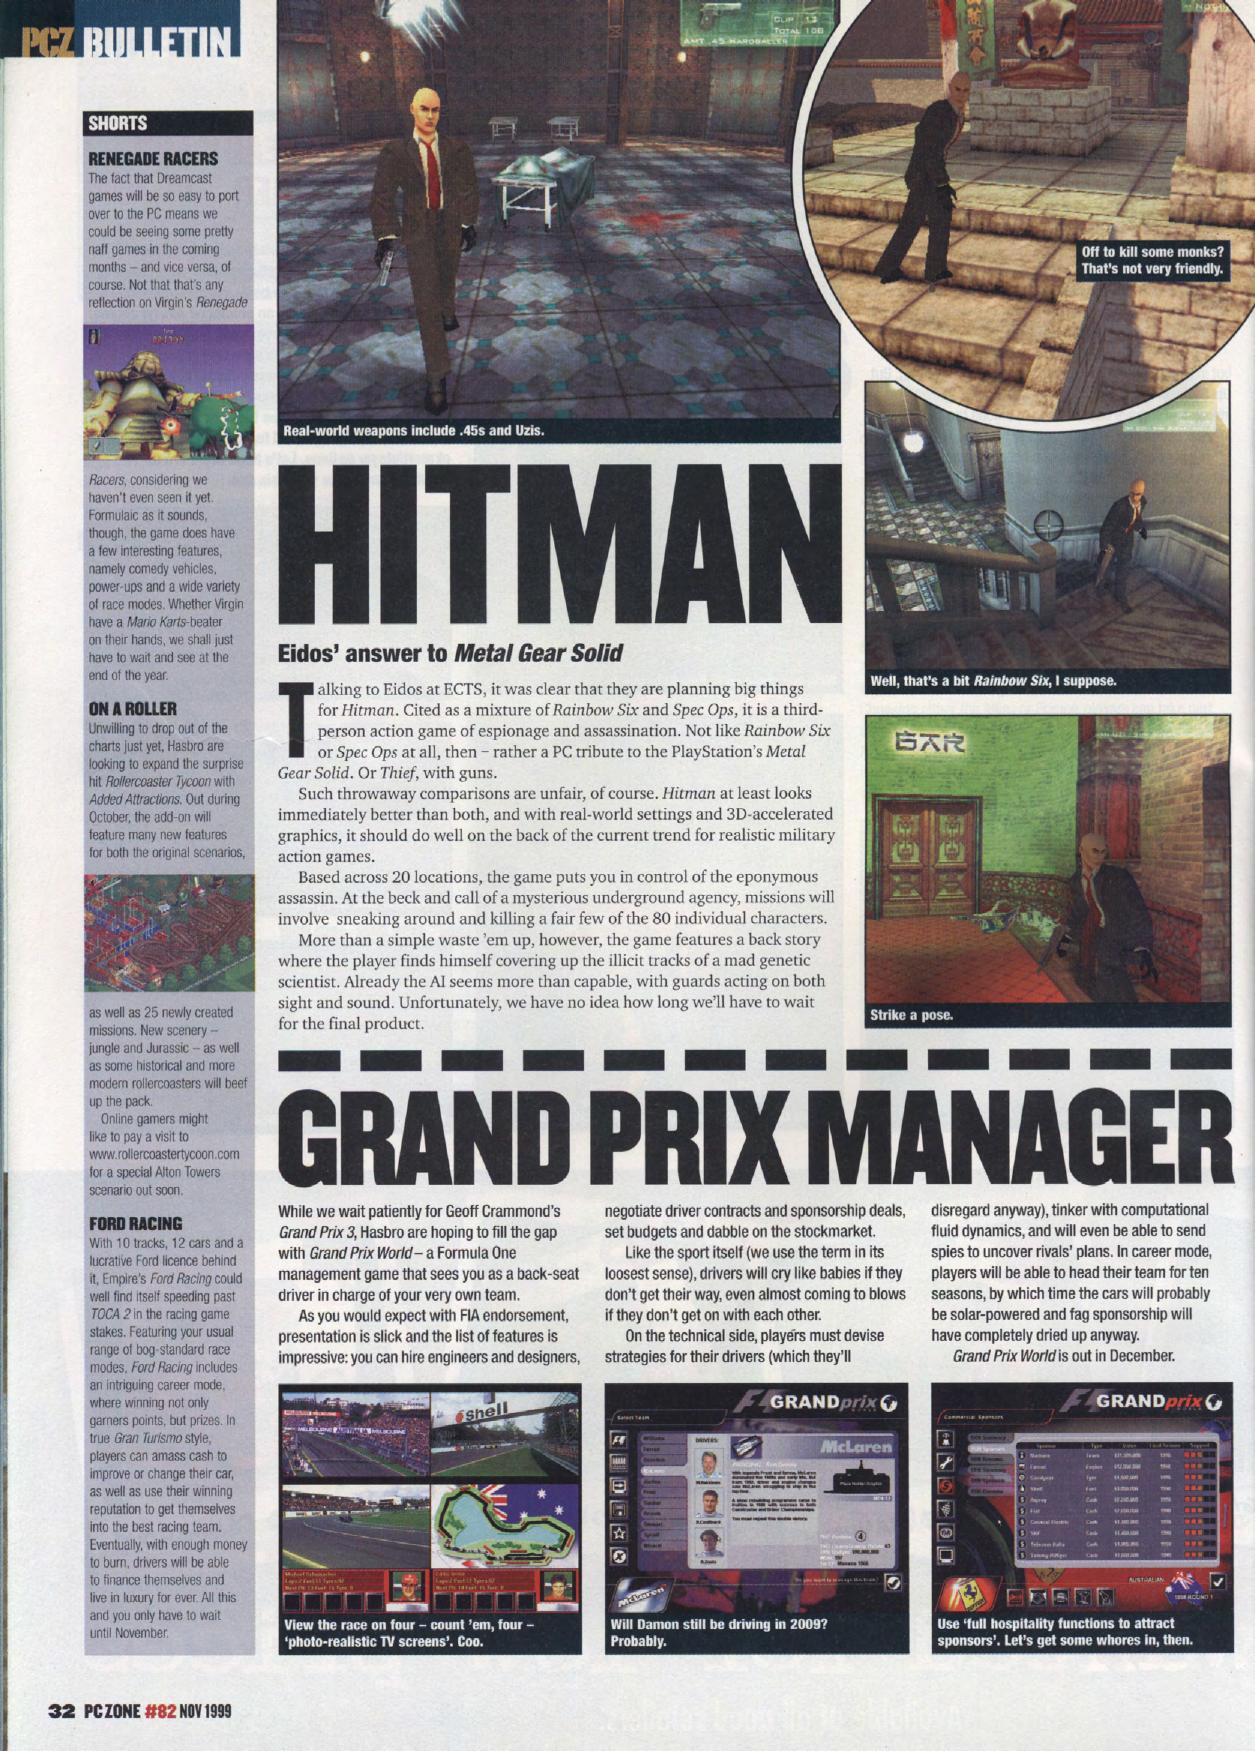 PCZ BULLETIN
SHORTS
RENEGADE RACERS
The fact that Dreamcast
games will be so easy to port
over to the PC means we
could be seeing some pretty
naff games in the coming
months – and vice versa, of
course. Not that that's any
reflection on Virgin's Renegade
Racers, considering we
haven't even seen it yet.
Formulaic as it sounds,
though, the game does have
a few interesting features,
namely comedy vehicles,
power-ups and a wide variety
of race modes. Whether Virgin
have a Mario Karts-beater
on their hands, we shall just
have to wait and see at the
end of the year.
ON A ROLLER
Unwilling to drop out of the
charts just yet, Hasbro are
looking to expand the surprise
hit Rollercoaster Tycoon with
Added Attractions. Out during
October, the add-on will
feature many new features
for both the original scenarios,
as well as 25 newly created
missions. New scenery –
jungle and Jurassic – as well
as some historical and more
modern rollercoasters will beef
up the pack.
Online gamers might
like to pay a visit to
www.rollercoastertycoon.com
for a special Alton Towers
scenario out soon.
FORD RACING
With 10 tracks, 12 cars and a
lucrative Ford licence behind
it, Empire's Ford Racing could
well find itself speeding past
TOCA 2 in the racing game
stakes. Featuring your usual
range of bog-standard race
modes, Ford Racing includes
an intriguing career mode,
where winning not only
garners points, but prizes. In
true Gran Turismo style,
players can amass cash to
improve or change their car,
as well as use their winning
reputation to get themselves
into the best racing team.
Eventually, with enough money
to burn, drivers will be able
to finance themselves and
live in luxury for ever. All this
and you only have to wait
until November.
CLIP 13
TOTAL 108
AMT .45 HARDBALLER
Real-world weapons include .45s and Uzis.
Off to kill some monks?
That's not very friendly.
HITMAN
Eidos' answer to Metal Gear Solid
Talking to Eidos at ECTS, it was clear that they are planning big things
for Hitman. Cited as a mixture of Rainbow Six and Spec Ops, it is a third-
person action game of espionage and assassination. Not like Rainbow Six
or Spec Ops at all, then – rather a PC tribute to the PlayStation's Metal
Gear Solid. Or Thief, with guns.
Such throwaway comparisons are unfair, of course. Hitman at least looks
immediately better than both, and with real-world settings and 3D-accelerated
graphics, it should do well on the back of the current trend for realistic military
action games.
Based across 20 locations, the game puts you in control of the eponymous
assassin. At the beck and call of a mysterious underground agency, missions will
involve sneaking around and killing a fair few of the 80 individual characters.
More than a simple waste 'em up, however, the game features a back story
where the player finds himself covering up the illicit tracks of a mad genetic
scientist. Already the AI seems more than capable, with guards acting on both
sight and sound. Unfortunately, we have no idea how long we'll have to wait
for the final product.
Well, that's a bit Rainbow Six, I suppose.
BAR
Strike a pose.
GRAND PRIX MANAGER
While we wait patiently for Geoff Crammond's
Grand Prix 3, Hasbro are hoping to fill the gap
with Grand Prix World – a Formula One
management game that sees you as a back-seat
driver in charge of your very own team.
As you would expect with FIA endorsement,
presentation is slick and the list of features is
impressive: you can hire engineers and designers,
negotiate driver contracts and sponsorship deals,
set budgets and dabble on the stockmarket.
Like the sport itself (we use the term in its
loosest sense), drivers will cry like babies if they
don't get their way, even almost coming to blows
if they don't get on with each other.
On the technical side, players must devise
strategies for their drivers (which they'll
disregard anyway), tinker with computational
fluid dynamics, and will even be able to send
spies to uncover rivals' plans. In career mode,
players will be able to head their team for ten
seasons, by which time the cars will probably
be solar-powered and fag sponsorship will
have completely dried up anyway.
Grand Prix World is out in December.
MELBOURNE AUSTRALIA MELBOURNE
Shell
View the race on four – count 'em, four –
'photo-realistic TV screens'. Coo.
F1 GRANDprix
Select Team
DRIVERS:
McLaren
Will Damon still be driving in 2009?
Probably.
F1 GRANDprix
Commercial Sponsors
AUSTRALIAN
Use 'full hospitality functions to attract
sponsors'. Let's get some whores in, then.
32 PC ZONE #82 NOV 1999